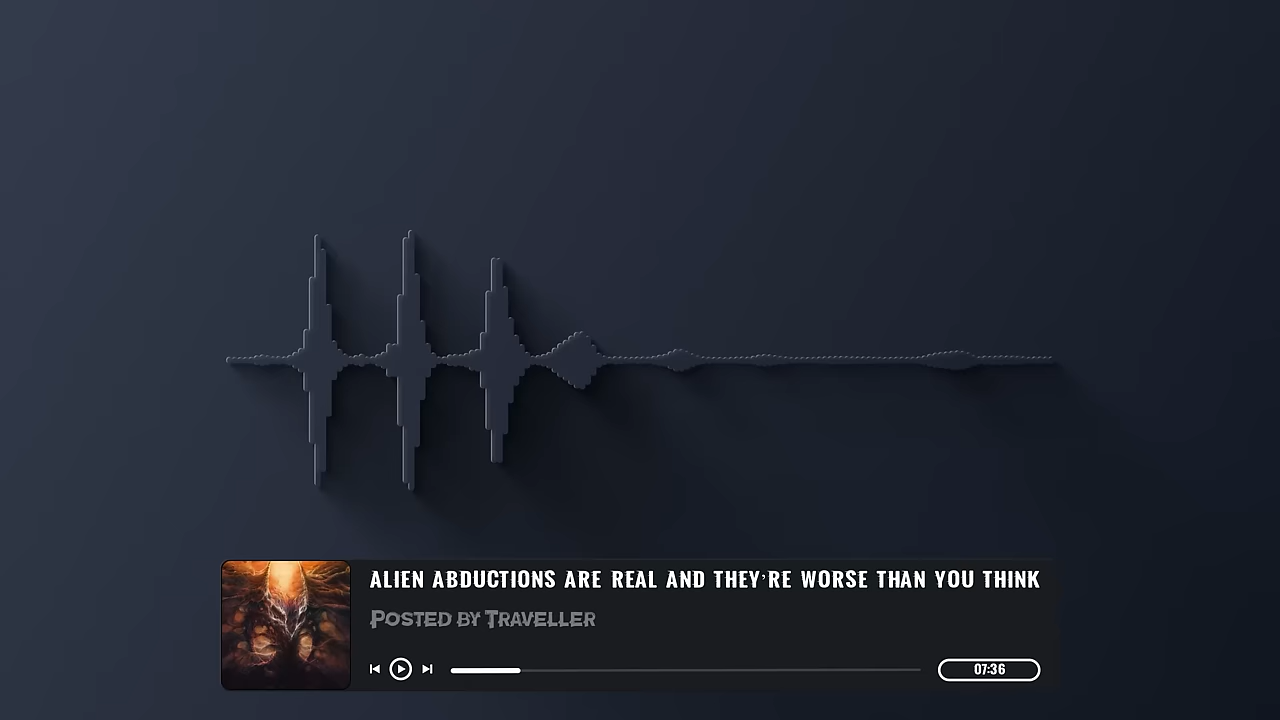 ALIEN ABDUCTIONS ARE REAL AND THEY'RE WORSE THAN YOU THINK
POSTED BY TRAVELLER
07:36